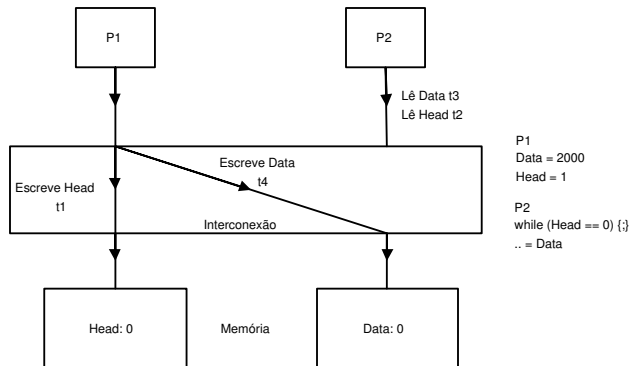 P1
P2
Lê Data t3
Lê Head t2
Escreve Data
t4
Escreve Head
t1
Interconexão
P1
Data = 2000
Head = 1
P2
while (Head == 0) {;}
.. = Data
Head: 0
Memória
Data: 0